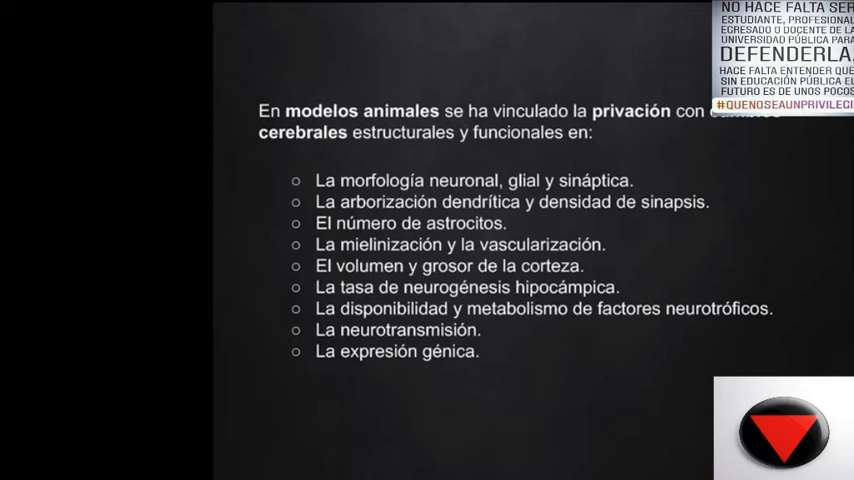 NO HACE FALTA SER
ESTUDIANTE, PROFESIONAL
EGRESADO O DOCENTE DE LA
UNIVERSIDAD PÚBLICA PARA
DEFENDERLA.
HACE FALTA ENTENDER QUE
SIN EDUCACIÓN PÚBLICA EL
FUTURO ES DE UNOS POCOS
#QUENOSEAUNPRIVILEGI
En modelos animales se ha vinculado la privación con
cerebrales estructurales y funcionales en:
○ La morfología neuronal, glial y sináptica.
○ La arborización dendrítica y densidad de sinapsis.
○ El número de astrocitos.
○ La mielinización y la vascularización.
○ El volumen y grosor de la corteza.
○ La tasa de neurogénesis hipocámpica.
○ La disponibilidad y metabolismo de factores neurotróficos.
○ La neurotransmisión.
○ La expresión génica.